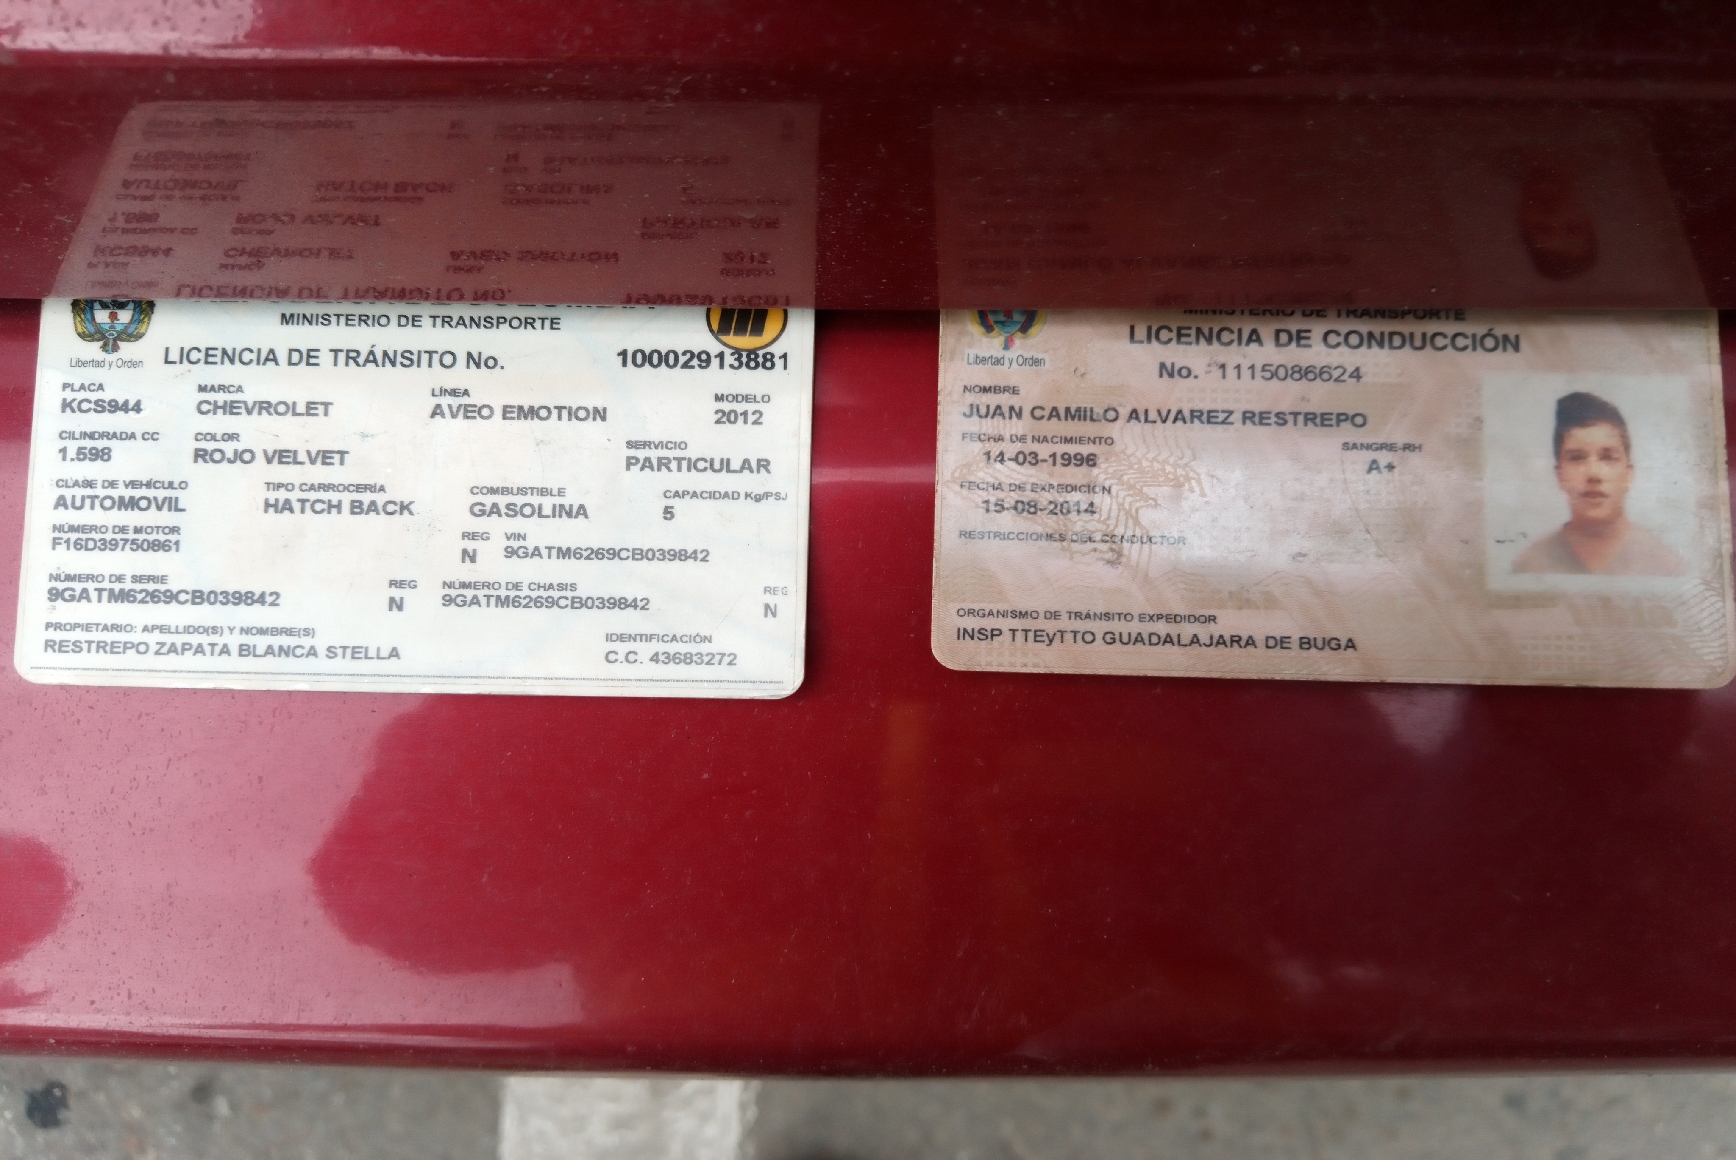 MINISTERIO DE TRANSPORTE
Libertad y Orden
LICENCIA DE TRÁNSITO No. 10002913881
PLACA MARCA LÍNEA MODELO
KCS944 CHEVROLET AVEO EMOTION 2012
CILINDRADA CC COLOR SERVICIO
1.598 ROJO VELVET PARTICULAR
CLASE DE VEHÍCULO TIPO CARROCERÍA COMBUSTIBLE CAPACIDAD Kg/PSJ
AUTOMOVIL HATCH BACK GASOLINA 5
NÚMERO DE MOTOR REG VIN
F16D39750861 N 9GATM6269CB039842
NÚMERO DE SERIE REG NÚMERO DE CHASIS REG
9GATM6269CB039842 N 9GATM6269CB039842 N
PROPIETARIO: APELLIDO(S) Y NOMBRE(S) IDENTIFICACIÓN
RESTREPO ZAPATA BLANCA STELLA C.C. 43683272
MINISTERIO DE TRANSPORTE
LICENCIA DE CONDUCCIÓN
Libertad y Orden
No. 1115086624
NOMBRE
JUAN CAMILO ALVAREZ RESTREPO
FECHA DE NACIMIENTO SANGRE-RH
14-03-1996 A+
FECHA DE EXPEDICIÓN
15-08-2014
RESTRICCIONES DEL CONDUCTOR
ORGANISMO DE TRÁNSITO EXPEDIDOR
INSP TTEyTTO GUADALAJARA DE BUGA